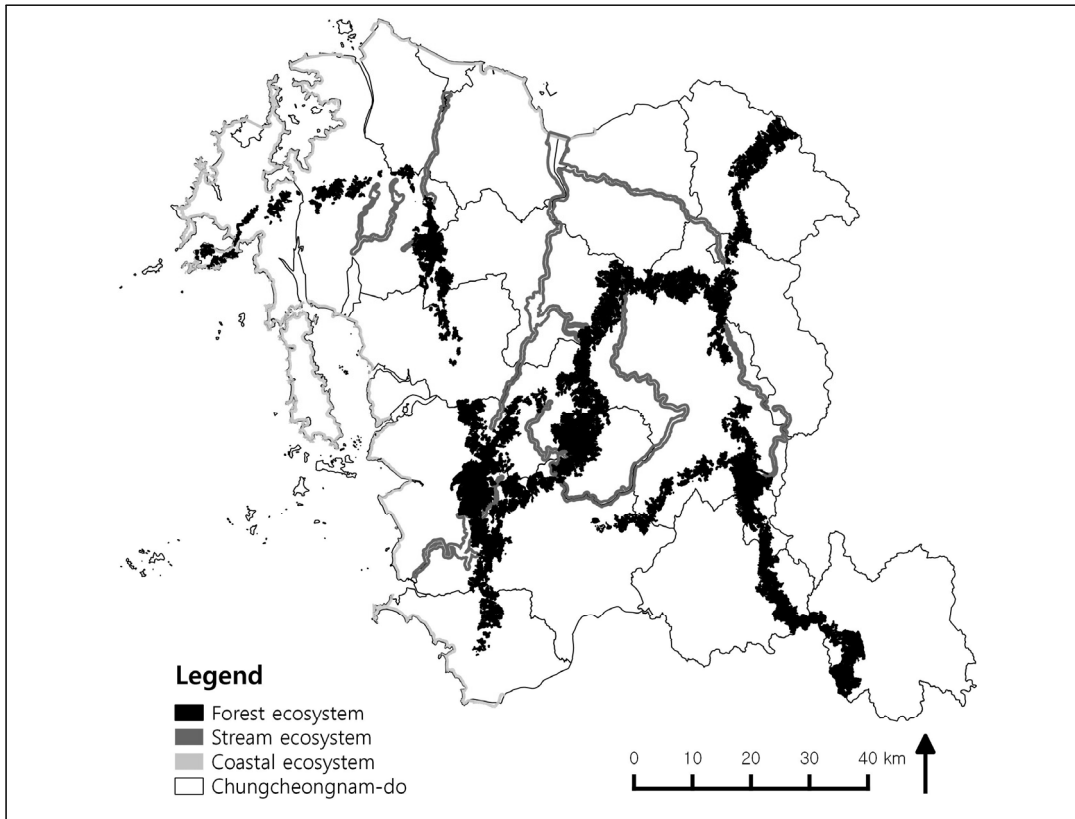 Legend
Forest ecosystem
Stream ecosystem
Coastal ecosystem
Chungcheongnam-do
0 10 20 30 40 km